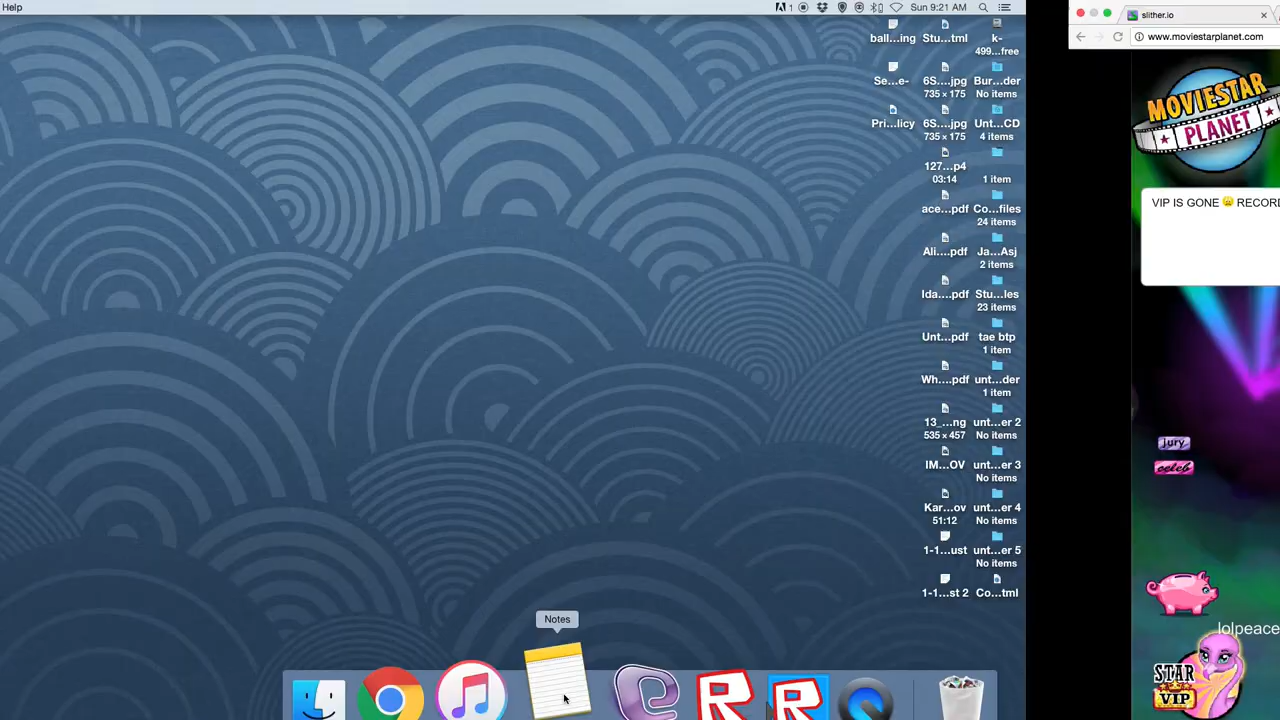 Help
1
Sun 9:21 AM
ball...ing
Stu...tml
k-
499...free
Se...e-
6S....jpg
735 × 175
Bur...der
No items
Pri...licy
6S....jpg
735 × 175
Unt...CD
4 items
127...p4
03:14
1 item
ace...pdf
Co...files
24 items
Ali....pdf
Ja...Asj
2 items
Ida....pdf
Stu...les
23 items
Unt...pdf
tae btp
1 item
Wh...pdf
unt...der
1 item
13_...ng
535 × 457
unt...er 2
No items
IM...OV
unt...er 3
No items
Kar...ov
51:12
unt...er 4
No items
1-1...ust
unt...er 5
No items
1-1...st 2
Co...tml
Notes
slither.io
www.moviestarplanet.com
MOVIESTAR
PLANET
VIP IS GONE 😕 RECORD
jury
celeb
lolpeace
STAR
VIP